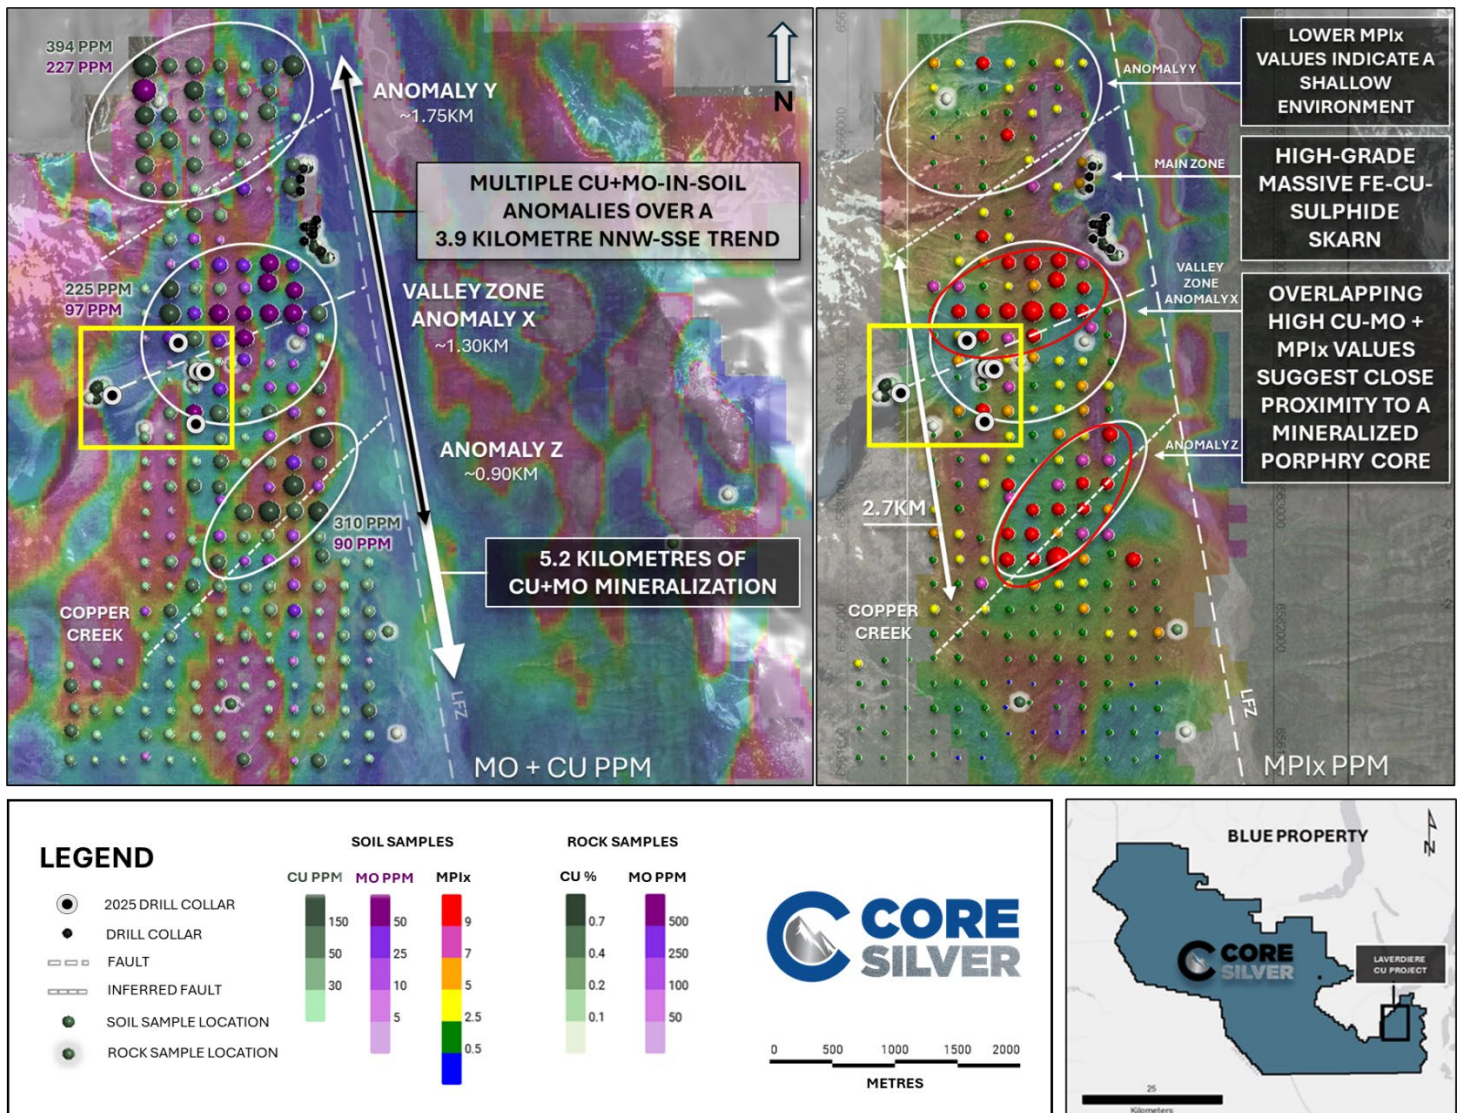 394 PPM
227 PPM
ANOMALY Y
~1.75KM
N
MULTIPLE CU+MO-IN-SOIL
ANOMALIES OVER A
3.9 KILOMETRE NNW-SSE TREND
225 PPM
97 PPM
VALLEY ZONE
ANOMALY X
~1.30KM
ANOMALY Z
~0.90KM
310 PPM
90 PPM
5.2 KILOMETRES OF
CU+MO MINERALIZATION
COPPER
CREEK
LFZ
MO + CU PPM
ANOMALY Y
LOWER MPIx
VALUES INDICATE A
SHALLOW
ENVIRONMENT
MAIN ZONE
HIGH-GRADE
MASSIVE FE-CU-
SULPHIDE
SKARN
VALLEY
ZONE
ANOMALY X
OVERLAPPING
HIGH CU-MO +
MPIx VALUES
SUGGEST CLOSE
PROXIMITY TO A
MINERALIZED
PORPHRY CORE
ANOMALY Z
2.7KM
COPPER
CREEK
LFZ
MPIx PPM
LEGEND
2025 DRILL COLLAR
DRILL COLLAR
FAULT
INFERRED FAULT
SOIL SAMPLE LOCATION
ROCK SAMPLE LOCATION
SOIL SAMPLES
CU PPM
150
50
30
MO PPM
50
25
10
5
MPIx
9
7
5
2.5
0.5
ROCK SAMPLES
CU %
0.7
0.4
0.2
0.1
MO PPM
500
250
100
50
CORE
SILVER
0 500 1000 1500 2000
METRES
BLUE PROPERTY
N
CORE
SILVER
LAVERDIERE
CU PROJECT
25
Kilometers